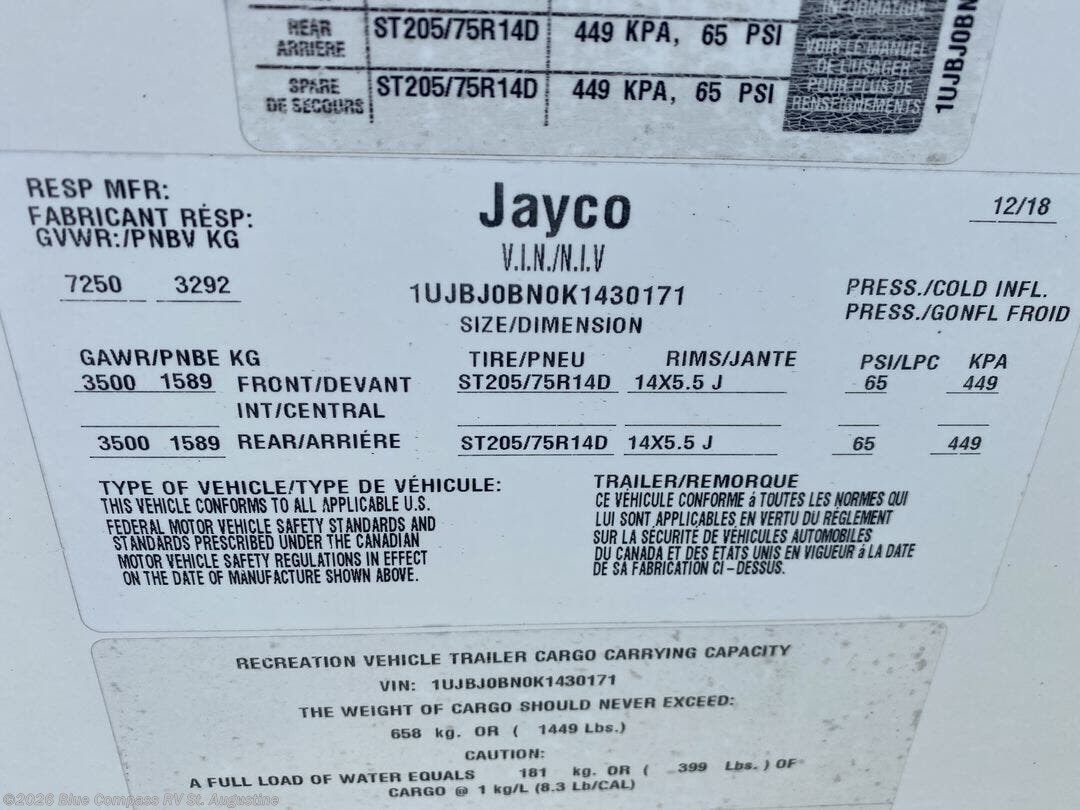 INFORMATION
REAR ST205/75R14D 449 KPA, 65 PSI
ARRIERE
VOIR LE MANUEL
DE L'USAGER
POUR PLUS DE
RENSEIGNEMENTS
SPARE ST205/75R14D 449 KPA, 65 PSI
DE SECOURS
1UJBJ0BN
RESP MFR:
FABRICANT RÉSP:
GVWR:/PNBV KG
Jayco
12/18
V.I.N./N.I.V
7250 3292
1UJBJ0BN0K1430171
PRESS./COLD INFL.
PRESS./GONFL FROID
SIZE/DIMENSION
GAWR/PNBE KG TIRE/PNEU RIMS/JANTE PSI/LPC KPA
3500 1589 FRONT/DEVANT ST205/75R14D 14X5.5 J 65 449
INT/CENTRAL
3500 1589 REAR/ARRIÉRE ST205/75R14D 14X5.5 J 65 449
TYPE OF VEHICLE/TYPE DE VÉHICULE: TRAILER/REMORQUE
THIS VEHICLE CONFORMS TO ALL APPLICABLE U.S.
FEDERAL MOTOR VEHICLE SAFETY STANDARDS AND
STANDARDS PRESCRIBED UNDER THE CANADIAN
MOTOR VEHICLE SAFETY REGULATIONS IN EFFECT
ON THE DATE OF MANUFACTURE SHOWN ABOVE.
CE VÉHICULE CONFORME á TOUTES LES NORMES QUI
LUI SONT APPLICABLES EN VERTU DU RÉGLEMENT
SUR LA SÉCURITÉ DE VÉHICULES AUTOMOBILES
DU CANADA ET DES ETATS UNIS EN VIGUEUR á LA DATE
DE SA FABRICATION CI-DESSUS.
RECREATION VEHICLE TRAILER CARGO CARRYING CAPACITY
VIN: 1UJBJ0BN0K1430171
THE WEIGHT OF CARGO SHOULD NEVER EXCEED:
658 kg. OR ( 1449 Lbs.)
CAUTION:
A FULL LOAD OF WATER EQUALS 181 kg. OR ( 399 Lbs. ) OF
CARGO @ 1 kg/L (8.3 Lb/CAL)
©2026 Blue Compass RV St. Augustine